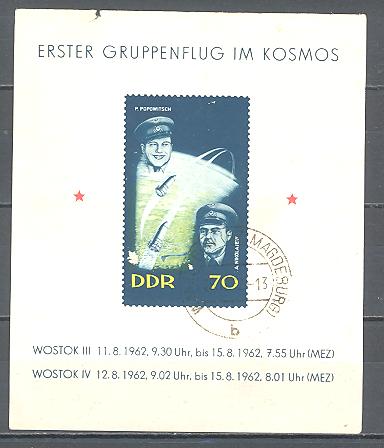 ERSTER GRUPPENFLUG IM KOSMOS
P. POPOWITSCH
A. NIKOLAJEW
DDR 70
MAGDEBURG
-13
b
WOSTOK III 11. 8. 1962, 9.30 Uhr, bis 15. 8. 1962, 7.55 Uhr (MEZ)
WOSTOK IV 12. 8. 1962, 9.02 Uhr, bis 15. 8. 1962, 8.01 Uhr (MEZ)